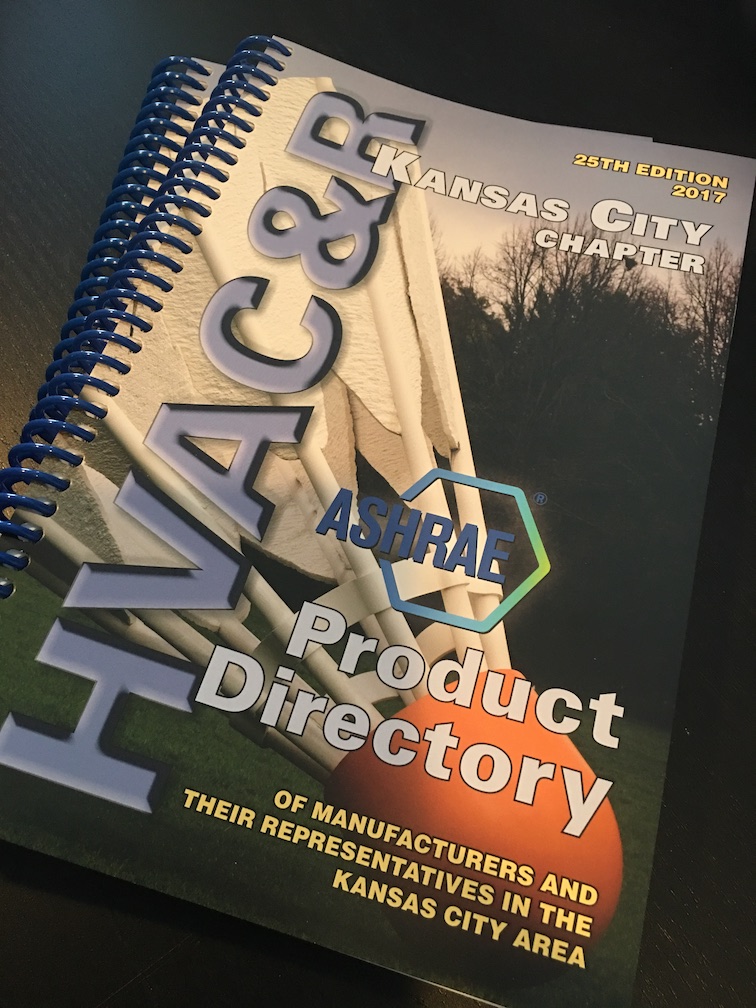 HVAC&R
25TH EDITION
2017
KANSAS CITY
CHAPTER
ASHRAE®
Product
Directory
OF MANUFACTURERS AND
THEIR REPRESENTATIVES IN THE
KANSAS CITY AREA